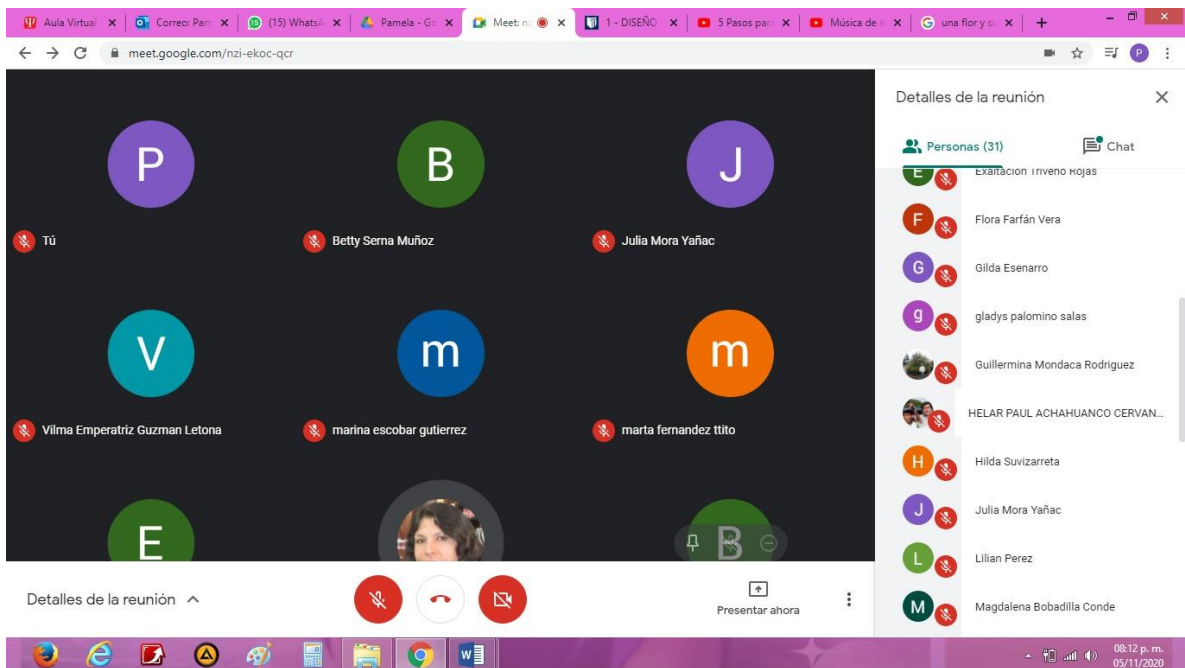 Aula Virtual
Correo: Pam
(15) WhatsA
Pamela - Go
Meet: nz
1 - DISEÑO
5 Pasos para
Música de r
una flor y su
meet.google.com/nzi-ekoc-qcr
P
P
Tú
B
Betty Serna Muñoz
J
Julia Mora Yañac
V
Vilma Emperatriz Guzman Letona
m
marina escobar gutierrez
m
marta fernandez ttito
E
B
Detalles de la reunión
Personas (31)
Chat
E
Exaltación Triveño Rojas
F
Flora Farfán Vera
G
Gilda Esenarro
g
gladys palomino salas
Guillermina Mondaca Rodriguez
HELAR PAUL ACHAHUANCO CERVAN...
H
Hilda Suvizarreta
J
Julia Mora Yañac
L
Lilian Perez
M
Magdalena Bobadilla Conde
Detalles de la reunión
Presentar ahora
08:12 p. m.
05/11/2020